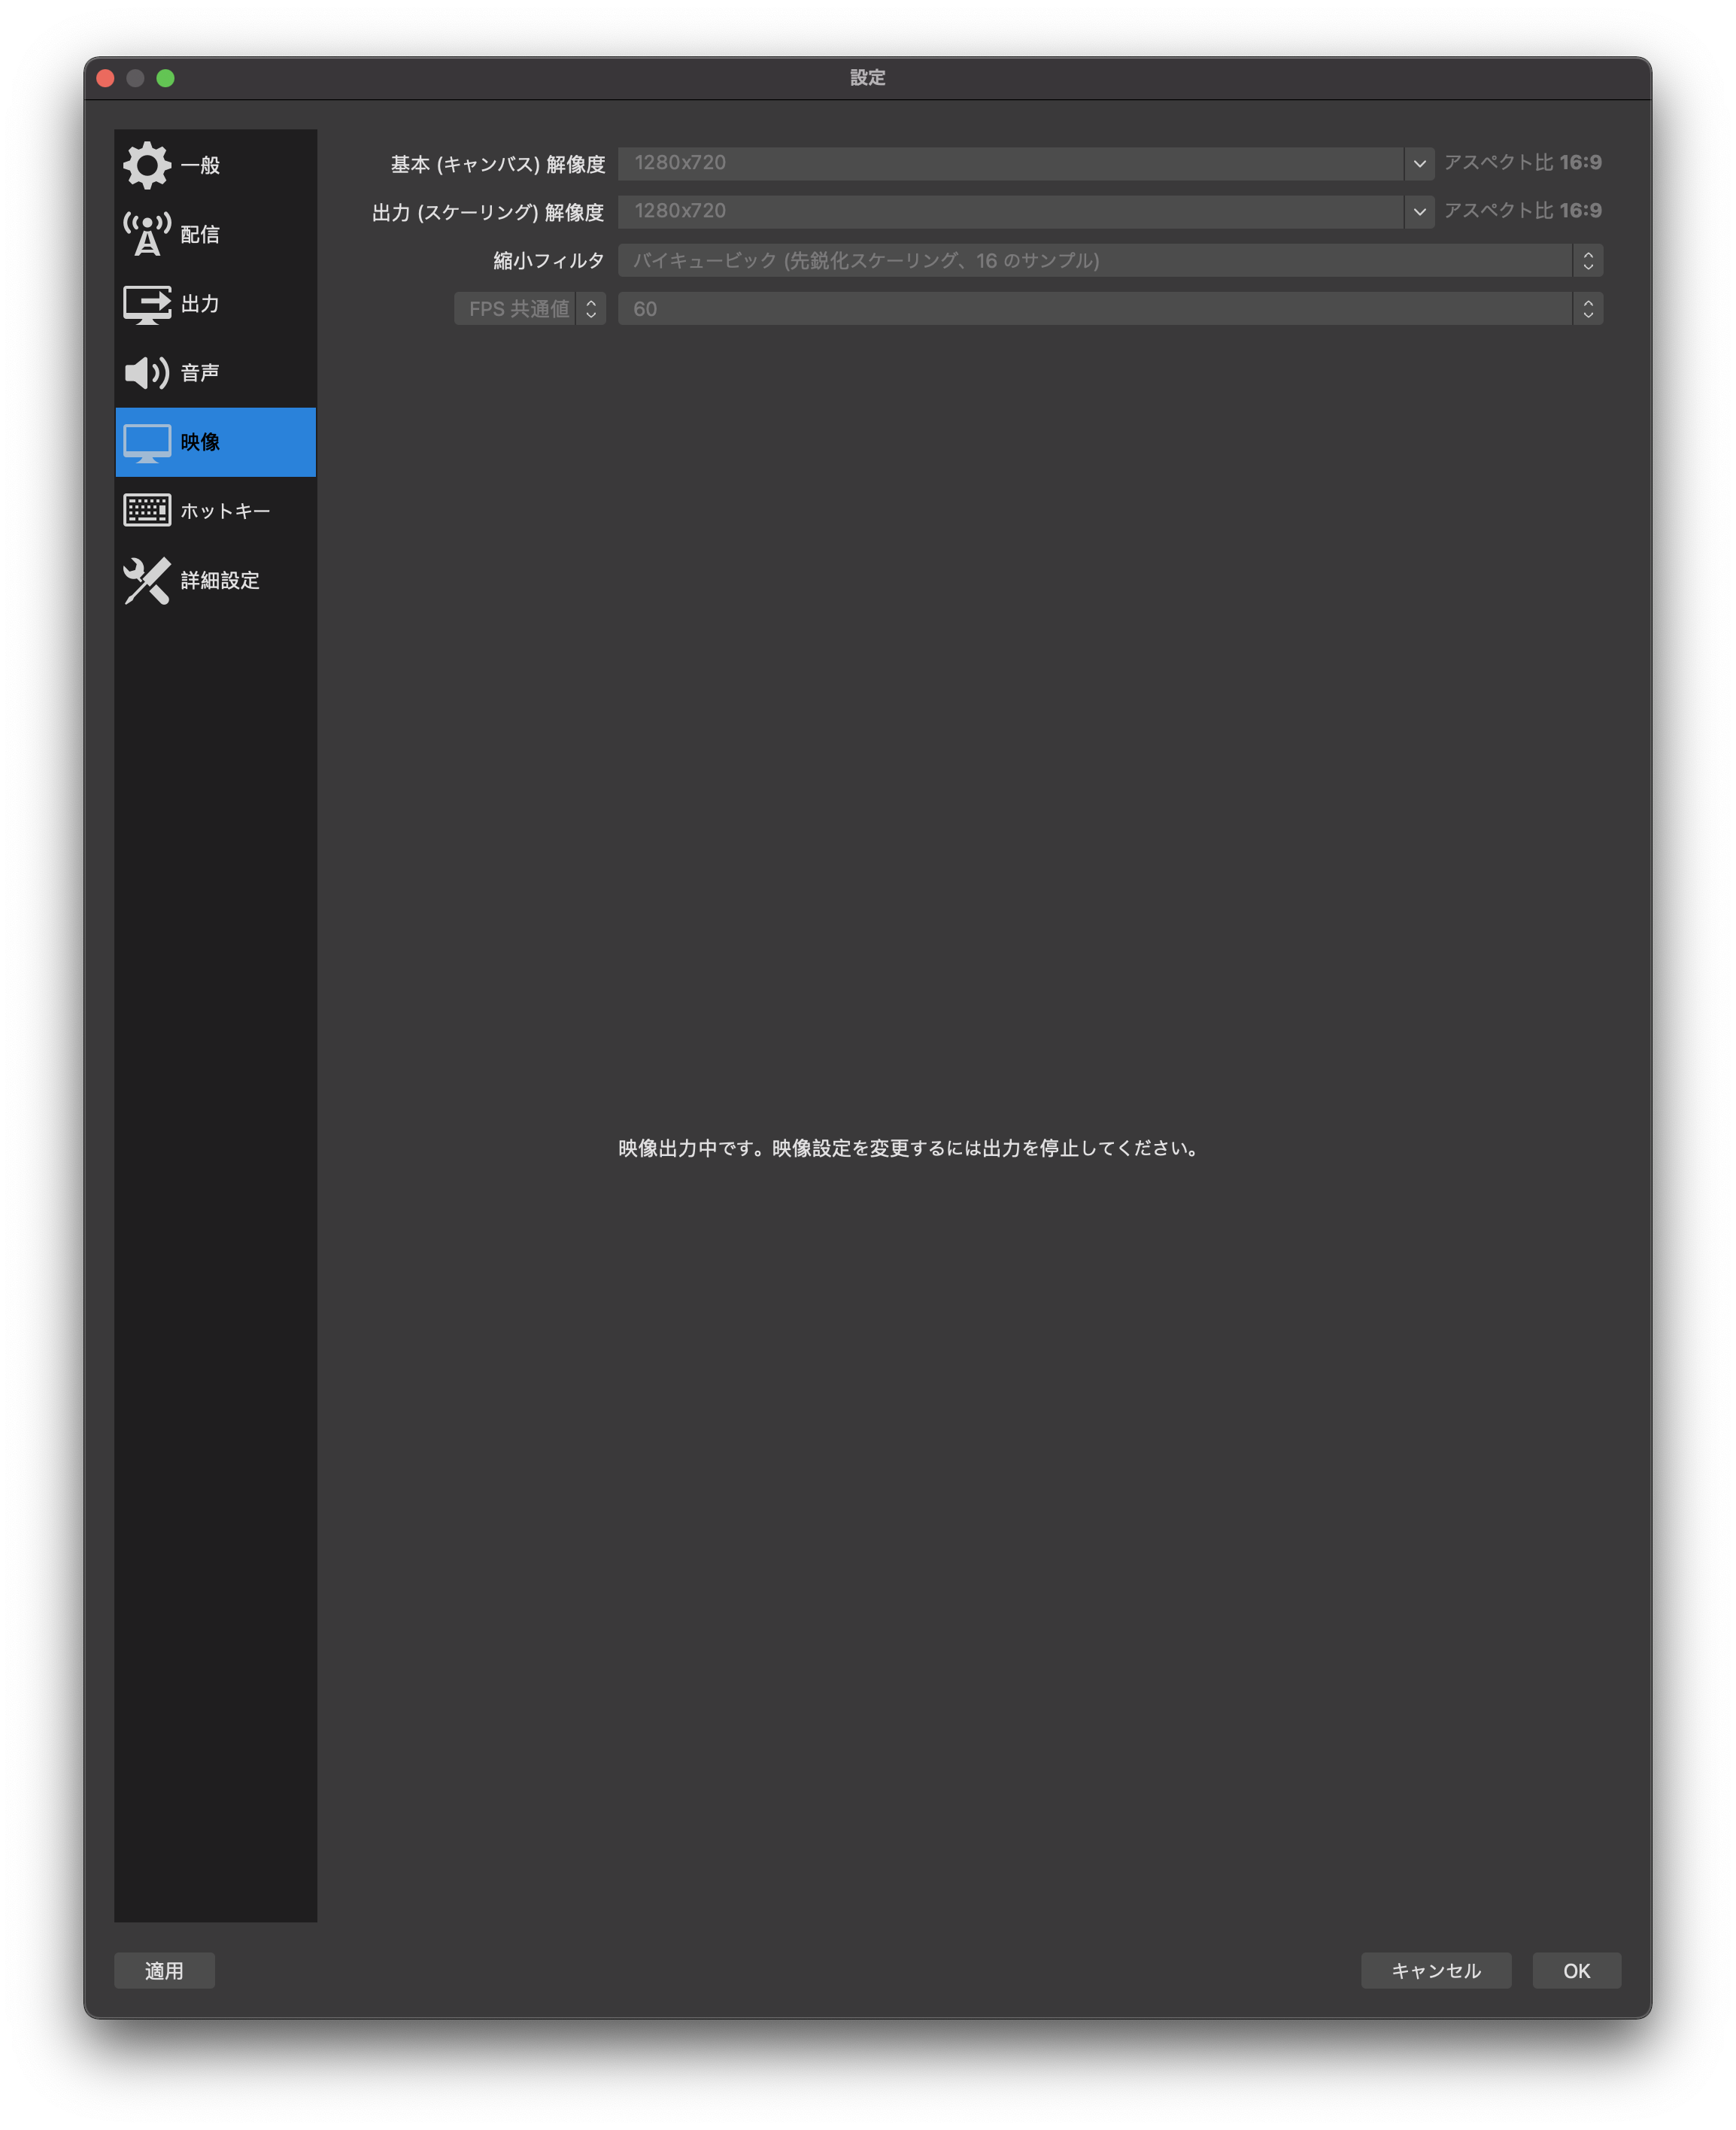 設定
一般
配信
出力
音声
映像
ホットキー
詳細設定
基本 (キャンバス) 解像度 1280x720 アスペクト比 16:9
出力 (スケーリング) 解像度 1280x720 アスペクト比 16:9
縮小フィルタ バイキュービック (先鋭化スケーリング、16 のサンプル)
FPS 共通値 60
映像出力中です。映像設定を変更するには出力を停止してください。
適用 キャンセル OK